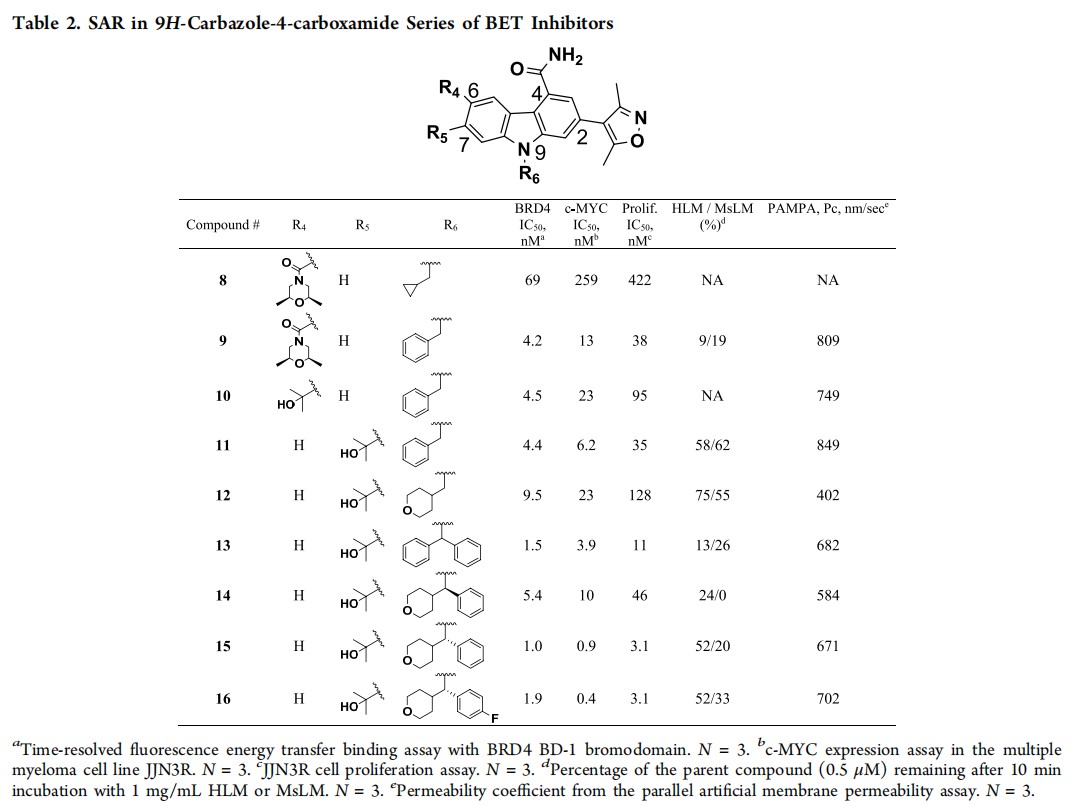 Table 2. SAR in 9H-Carbazole-4-carboxamide Series of BET Inhibitors
NH2
O
R4 6 4
N
R5 7 2 O
N 9
R6
Compound # R4 R5 R6 BRD4 IC50, nMa c-MYC IC50, nMb Prolif. IC50, nMc HLM / MsLM (%)d PAMPA, Pc, nm/sece
8 O N O H 69 259 422 NA NA
9 O N O H 4.2 13 38 9/19 809
10 HO H 4.5 23 95 NA 749
11 H HO 4.4 6.2 35 58/62 849
12 H HO O 9.5 23 128 75/55 402
13 H HO 1.5 3.9 11 13/26 682
14 H HO O 5.4 10 46 24/0 584
15 H HO O 1.0 0.9 3.1 52/20 671
16 H HO O F 1.9 0.4 3.1 52/33 702
aTime-resolved fluorescence energy transfer binding assay with BRD4 BD-1 bromodomain. N = 3. bc-MYC expression assay in the multiple
myeloma cell line JJN3R. N = 3. cJJN3R cell proliferation assay. N = 3. dPercentage of the parent compound (0.5 μM) remaining after 10 min
incubation with 1 mg/mL HLM or MsLM. N = 3. ePermeability coefficient from the parallel artificial membrane permeability assay. N = 3.